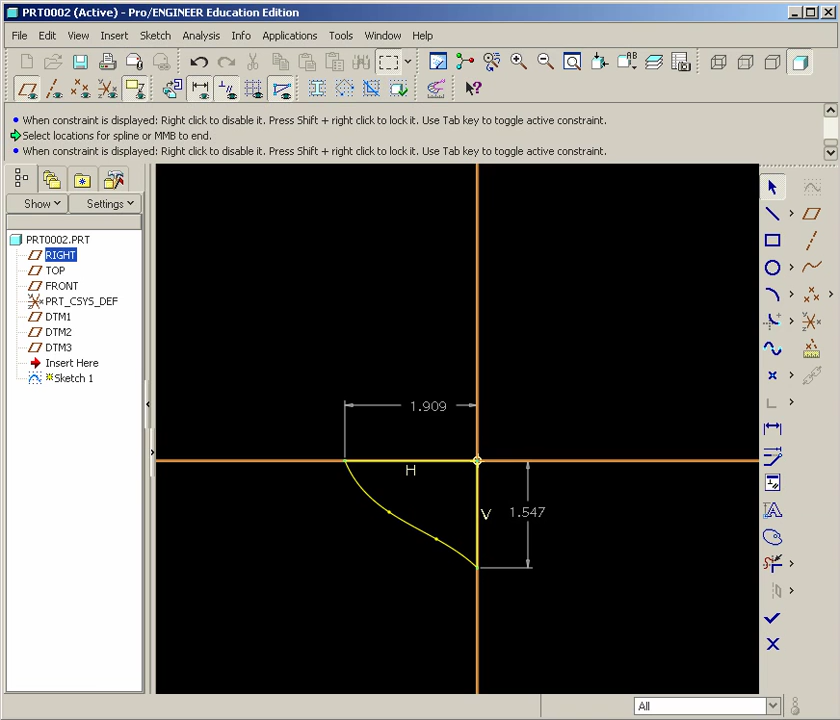 PRT0002 (Active) - Pro/ENGINEER Education Edition
File Edit View Insert Sketch Analysis Info Applications Tools Window Help
When constraint is displayed: Right click to disable it. Press Shift + right click to lock it. Use Tab key to toggle active constraint.
Select locations for spline or MMB to end.
When constraint is displayed: Right click to disable it. Press Shift + right click to lock it. Use Tab key to toggle active constraint.
Show Settings
PRT0002.PRT
RIGHT
TOP
FRONT
PRT_CSYS_DEF
DTM1
DTM2
DTM3
Insert Here
Sketch 1
1.909
H
V 1.547
All